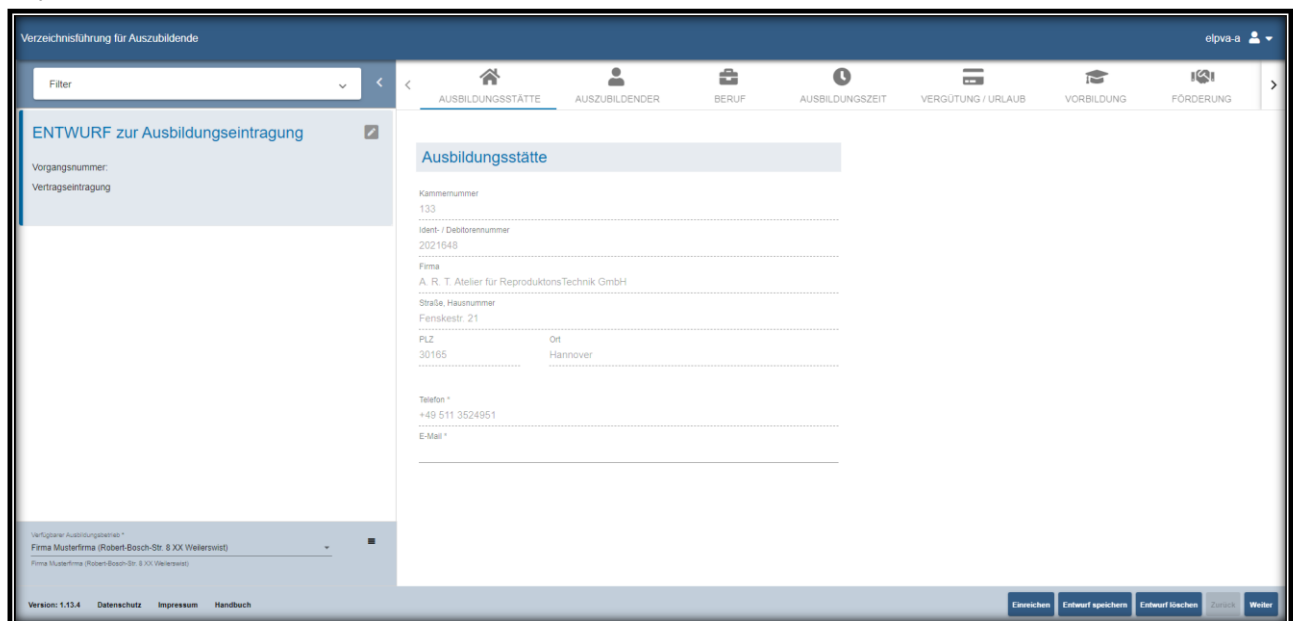 Verzeichnisführung für Auszubildende
elpva-a
Filter
AUSBILDUNGSSTÄTTE AUSZUBILDENDER BERUF AUSBILDUNGSZEIT VERGÜTUNG / URLAUB VORBILDUNG FÖRDERUNG
ENTWURF zur Ausbildungseintragung
Vorgangsnummer:
Vertragseintragung
Ausbildungsstätte
Kammernummer
133
Ident- / Debitorennummer
2021648
Firma
A. R. T. Atelier für ReproduktonsTechnik GmbH
Straße, Hausnummer
Fenskestr. 21
PLZ Ort
30165 Hannover
Telefon *
+49 511 3524951
E-Mail *
Verfügbarer Ausbildungsbetrieb *
Firma Musterfirma (Robert-Bosch-Str. 8 XX Weilerswist)
Firma Musterfirma (Robert-Bosch-Str. 8 XX Weilerswist)
Version: 1.13.4 Datenschutz Impressum Handbuch
Einreichen Entwurf speichern Entwurf löschen Zurück Weiter